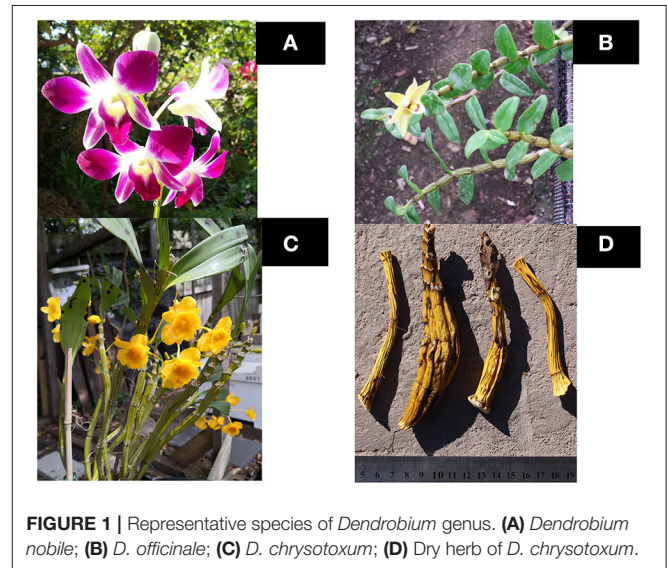 A
B
C
D
5 6 7 8 9 10 11 12 13 14 15 16 17 18 19
FIGURE 1 | Representative species of Dendrobium genus. (A) Dendrobium
nobile; (B) D. officinale; (C) D. chrysotoxum; (D) Dry herb of D. chrysotoxum.